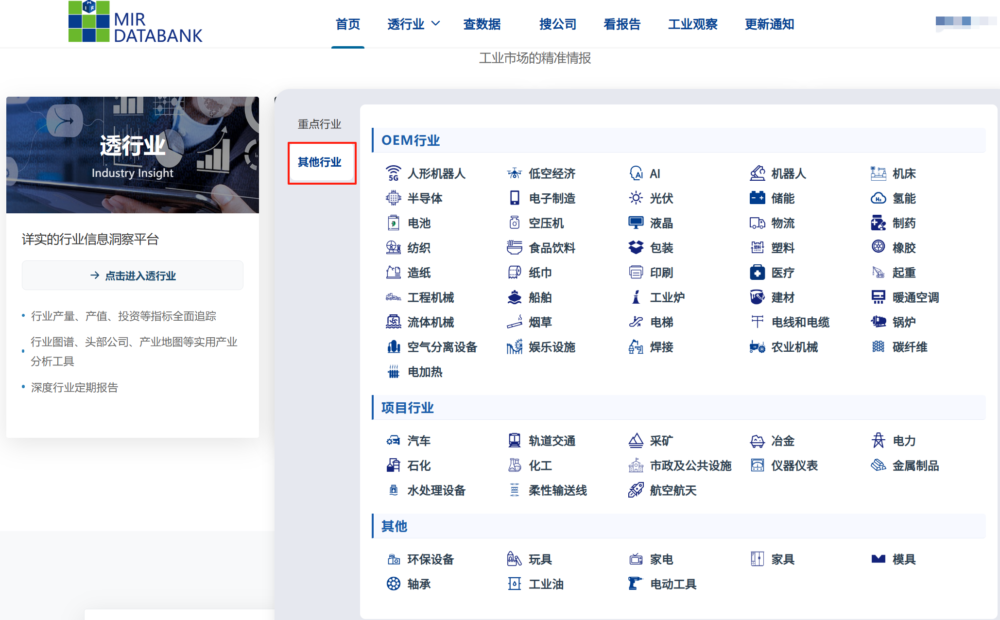 MIR
DATABANK
首页
透行业
查数据
搜公司
看报告
工业观察
更新通知
工业市场的精准情报
透行业
Industry Insight
详实的行业信息洞察平台
→ 点击进入透行业
• 行业产量、产值、投资等指标全面追踪
• 行业图谱、头部公司、产业地图等实用产业
分析工具
• 深度行业定期报告
重点行业
其他行业
OEM行业
5G 人形机器人
低空经济
AI AI
机器人
机床
半导体
电子制造
光伏
储能
H₂ 氢能
电池
空压机
液晶
物流
制药
纺织
食品饮料
包装
塑料
橡胶
造纸
纸巾
印刷
医疗
起重
工程机械
船舶
工业炉
建材
暖通空调
流体机械
烟草
电梯
电线和电缆
锅炉
空气分离设备
娱乐设施
焊接
农业机械
碳纤维
电加热
项目行业
汽车
轨道交通
采矿
冶金
电力
石化
化工
市政及公共设施
仪器仪表
金属制品
水处理设备
柔性输送线
航空航天
其他
环保设备
玩具
家电
家具
模具
轴承
工业油
电动工具